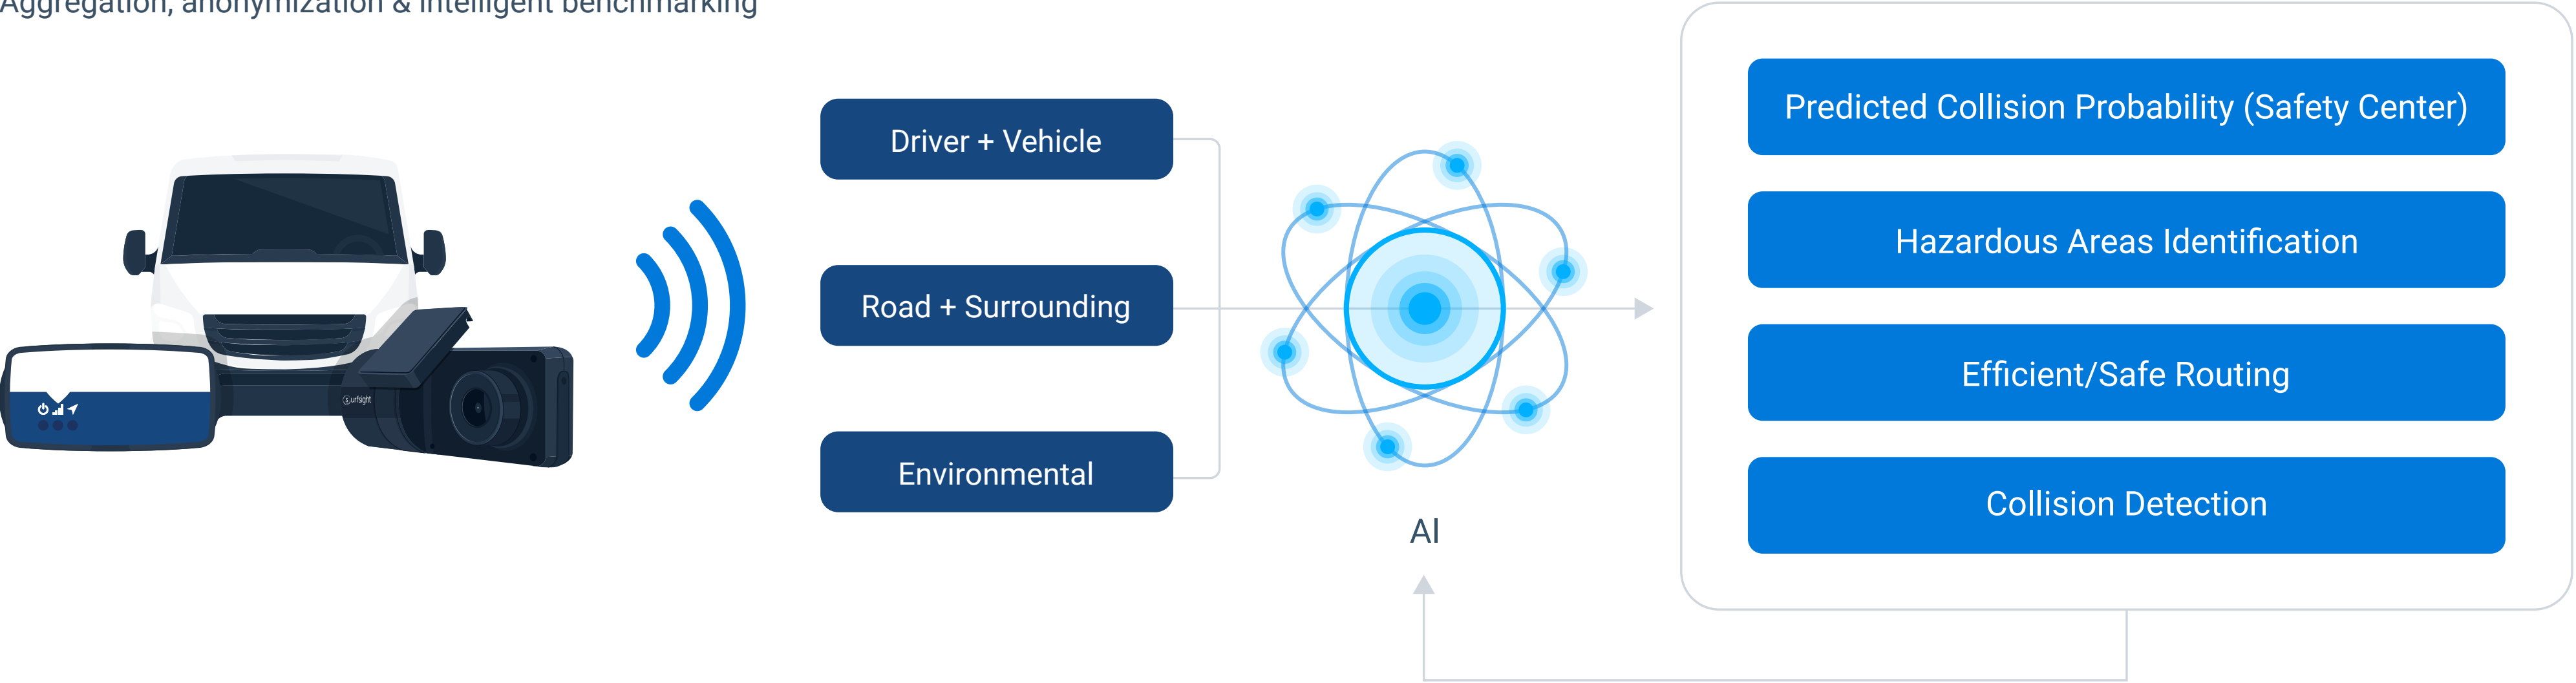 Aggregation, anonymization & intelligent benchmarking
Driver + Vehicle
Road + Surrounding
Environmental
surfsight
AI
Predicted Collision Probability (Safety Center)
Hazardous Areas Identification
Efficient/Safe Routing
Collision Detection